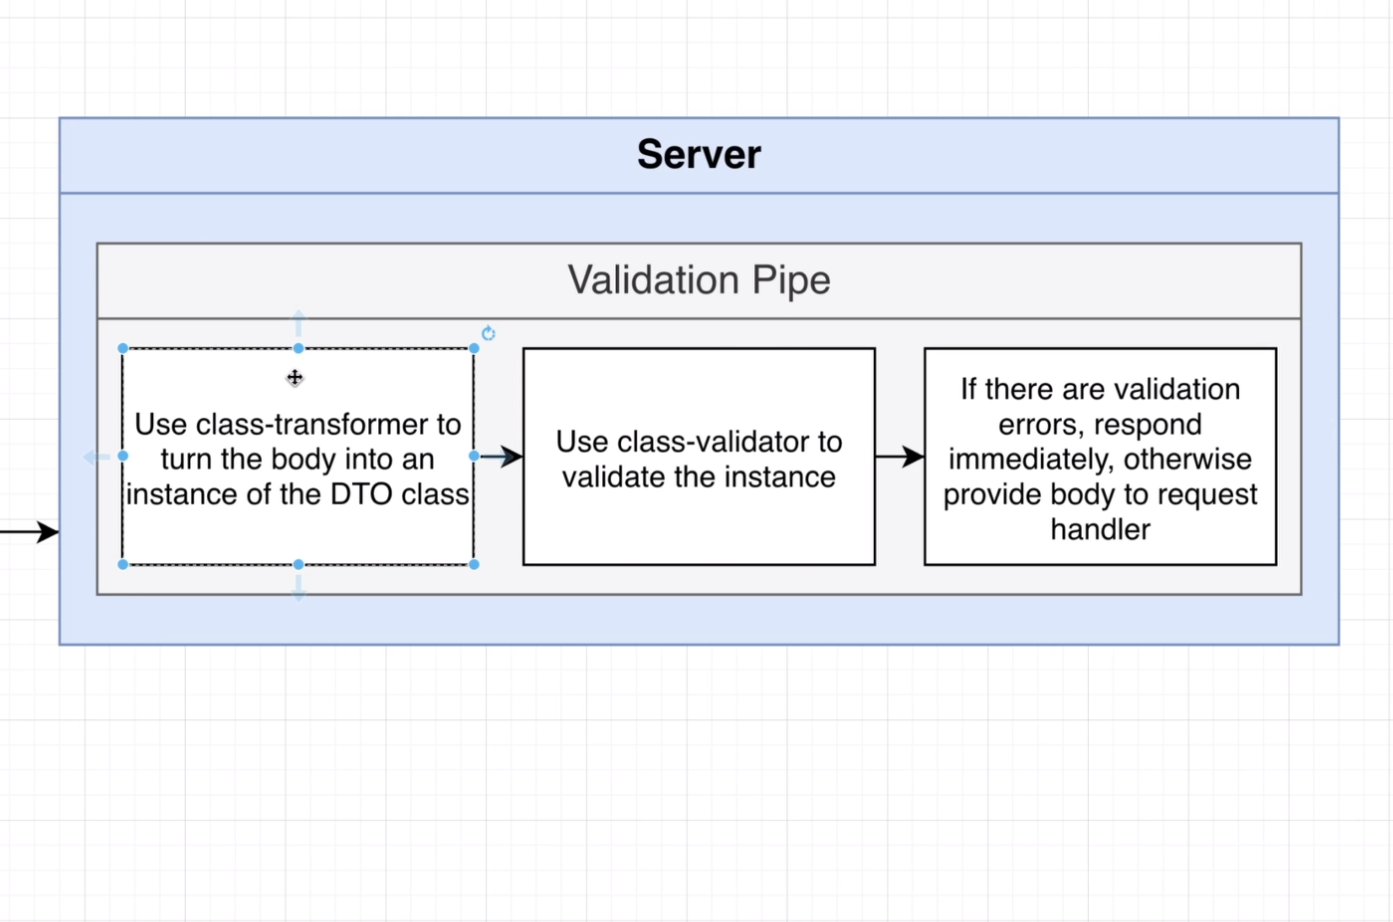 Server
Validation Pipe
Use class-transformer to
turn the body into an
instance of the DTO class
Use class-validator to
validate the instance
If there are validation
errors, respond
immediately, otherwise
provide body to request
handler